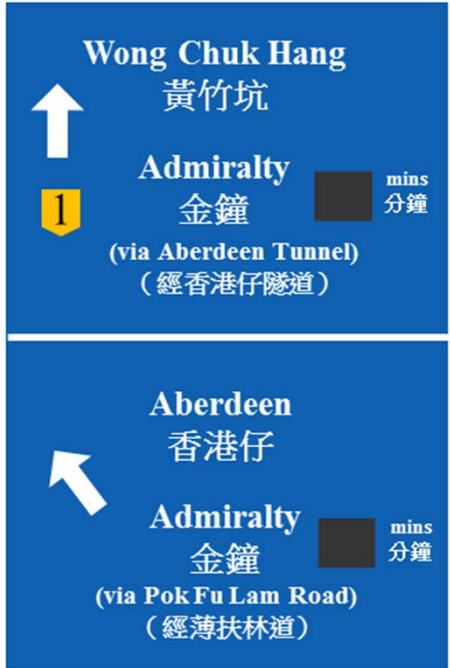 Wong Chuk Hang
黃竹坑
Admiralty
mins
金鐘
分鐘
1
(via Aberdeen Tunnel)
（經香港仔隧道）
Aberdeen
香港仔
Admiralty
mins
金鐘
分鐘
(via Pok Fu Lam Road)
（經薄扶林道）